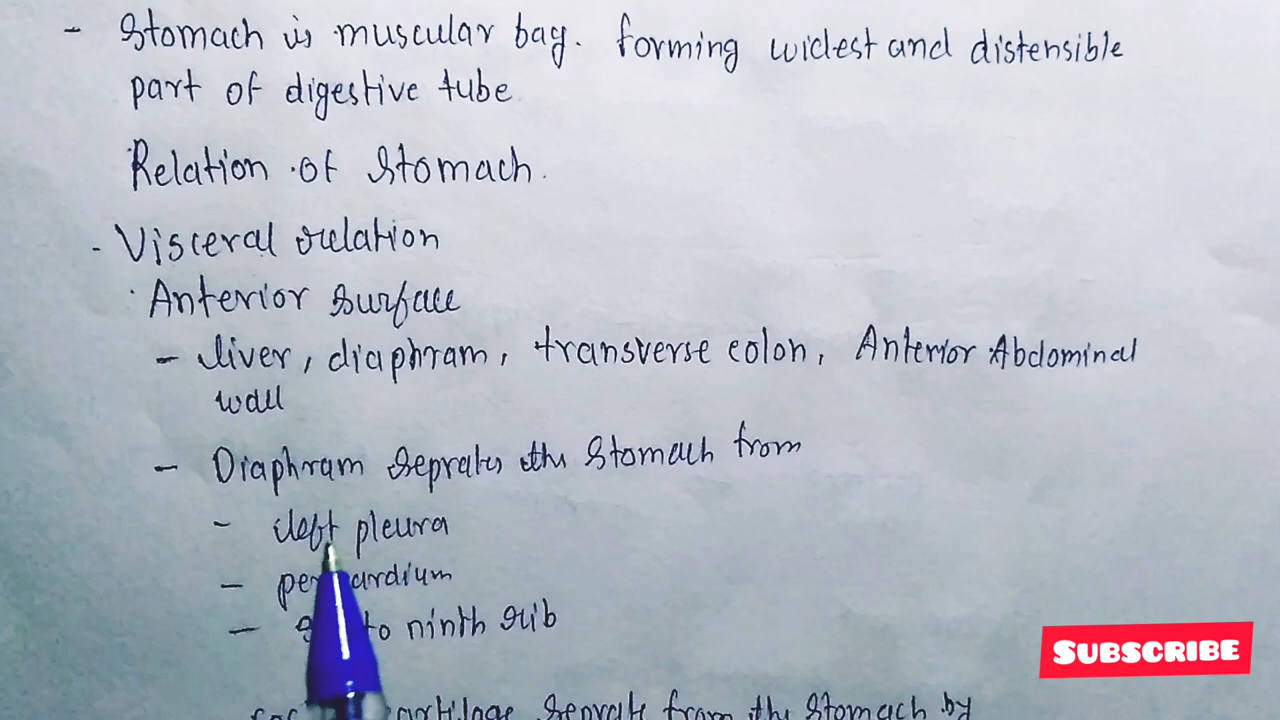 - Stomach is muscular bag. forming widest and distensible
part of digestive tube
Relation of Stomach.
- Visceral relation
. Anterior Surface
- liver, diaphram, transverse colon, Anterior Abdominal
wall
- Diaphram seprates the Stomach from
- left pleura
-
- to ninth rib
SUBSCRIBE
seprate from the stomach by